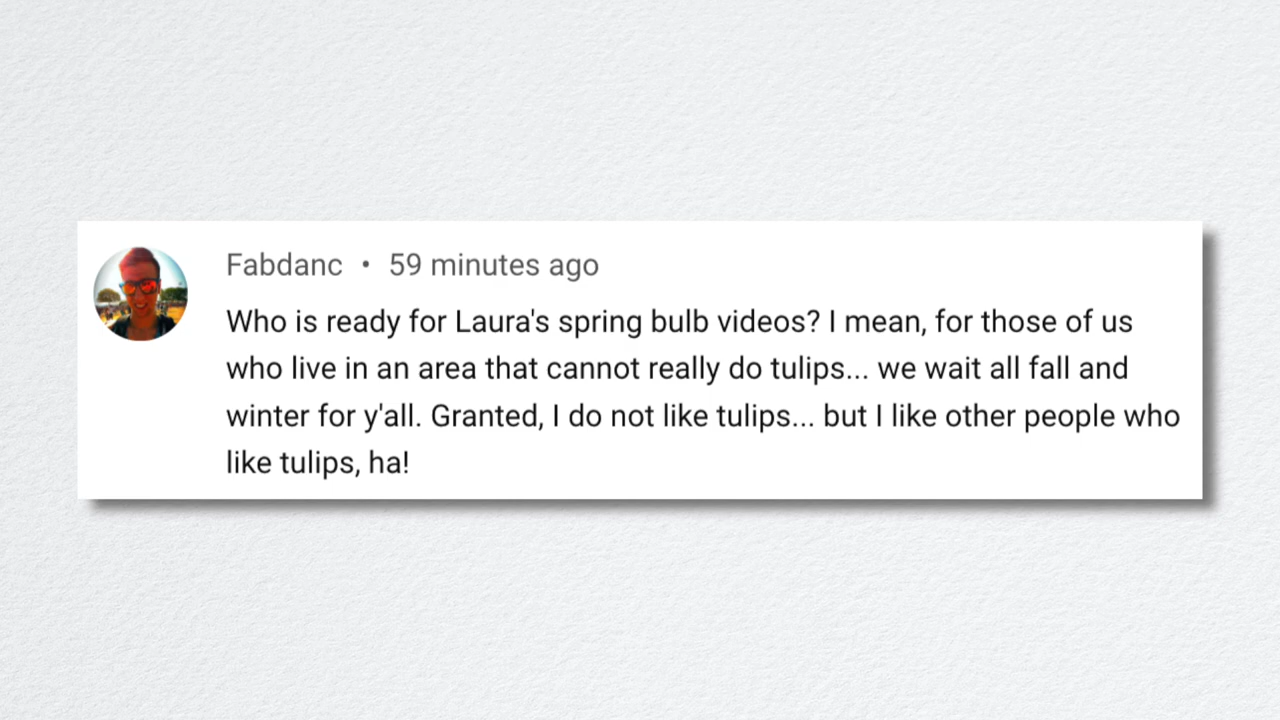 Fabdanc • 59 minutes ago
Who is ready for Laura's spring bulb videos? I mean, for those of us
who live in an area that cannot really do tulips... we wait all fall and
winter for y'all. Granted, I do not like tulips... but I like other people who
like tulips, ha!